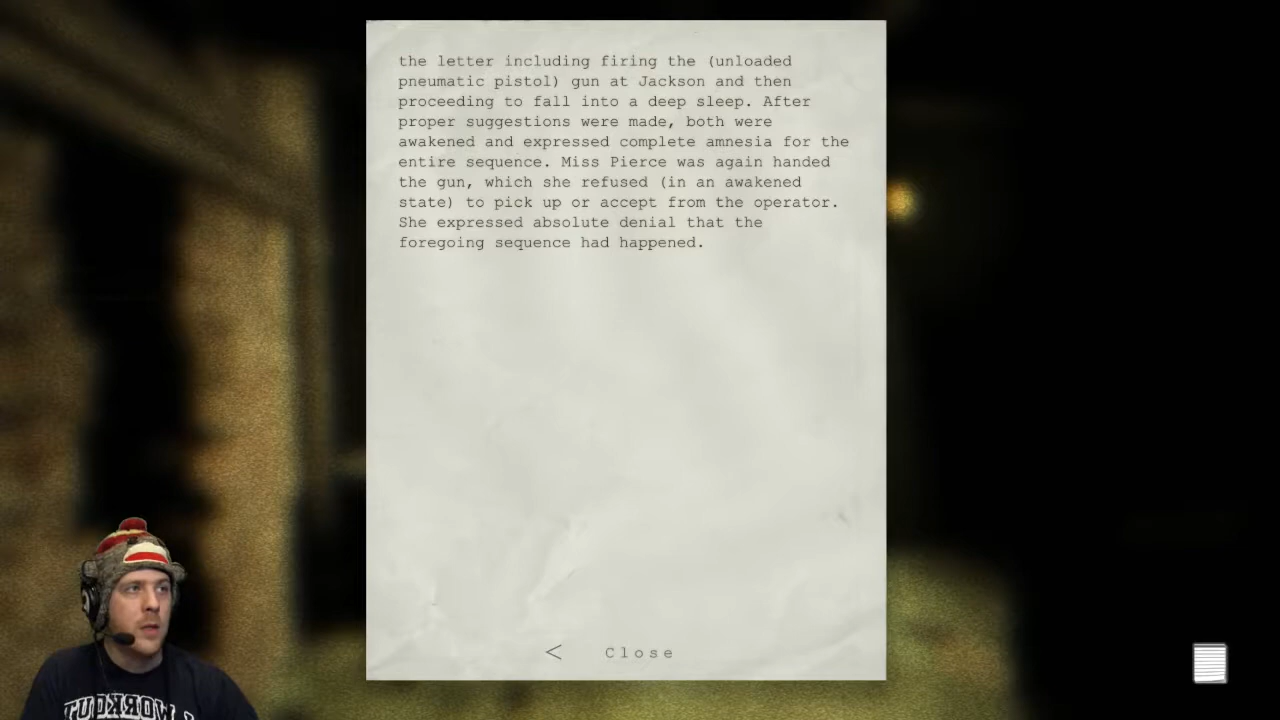 the letter including firing the (unloaded
pneumatic pistol) gun at Jackson and then
proceeding to fall into a deep sleep. After
proper suggestions were made, both were
awakened and expressed complete amnesia for the
entire sequence. Miss Pierce was again handed
the gun, which she refused (in an awakened
state) to pick up or accept from the operator.
She expressed absolute denial that the
foregoing sequence had happened.
< Close
WORKOUT